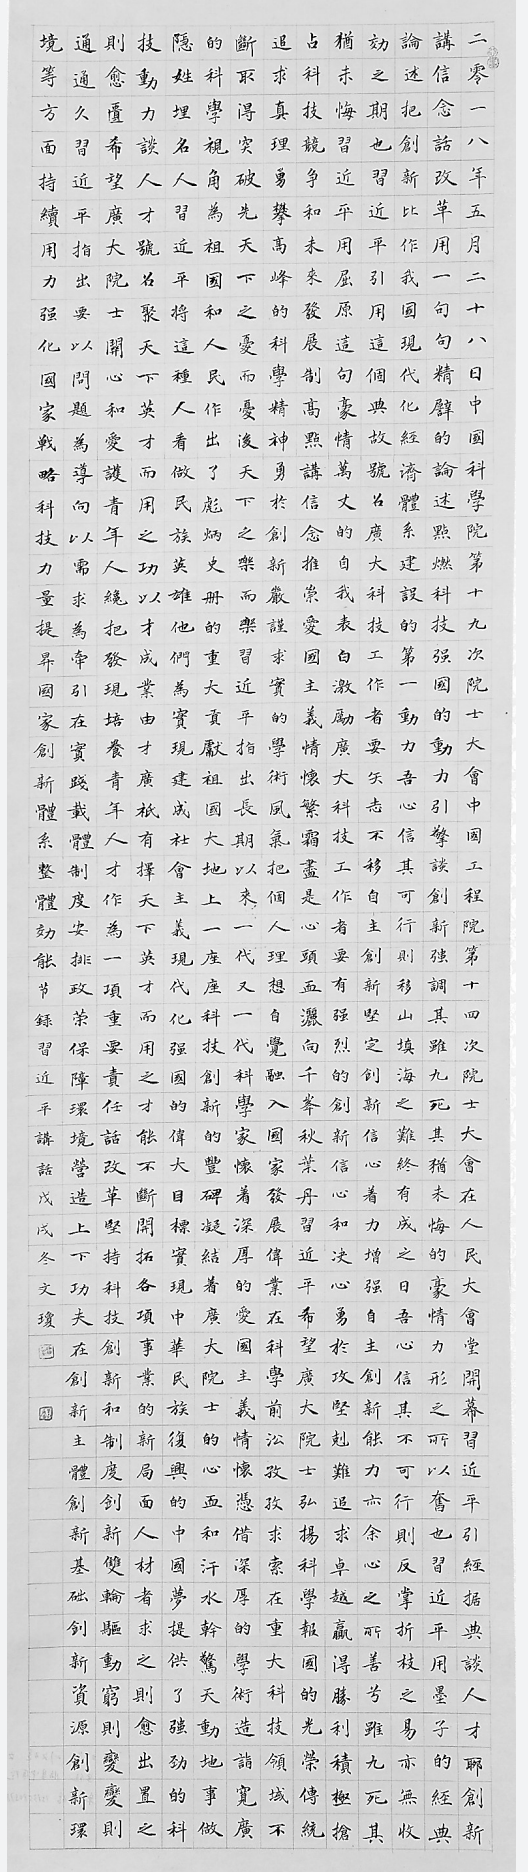 二零一八年五月二十八日中國科學院第十九次院士大會中國工程院第十四次院士大會在人民大會堂開幕習近平引經据典談人才聊創新
講信念話改革用一句句精辟的論述點燃科技强國的動力引擎談創新强調其雖九死其猶未悔的豪情力形之所以奮也習近平用墨子的經典
論述把創新比作我國現代化經濟體系建設的第一動力吾心信其可行則移山填海之難終有成之日吾心信其不可行則反掌折枝之易亦無收
効之期也習近平引用這個典故號召廣大科技工作者要矢志不移自主創新堅定創新信心着力增强自主創新能力亦余心之所善兮雖九死其
猶未悔習近平用屈原這句豪情萬丈的自我表白激勵廣大科技工作者要有强烈的創新信心和决心勇於攻堅剋難追求卓越贏得勝利積極搶
占科技競争和未來發展制高點講信念推崇愛國主義情懷繁霜盡是心頭血灑向千峯秋葉丹習近平希望廣大院士弘揚科學報國的光榮傳統
追求真理勇攀高峰的科學精神勇於創新嚴謹求實的學術風氣把個人理想自覺融入國家發展偉業在科學前沿孜孜求索在重大科技領域不
斷取得突破先天下之憂而憂後天下之樂而樂習近平指出長期以來一代又一代科學家懷着深厚的愛國主義情懷憑借深厚的學術造詣寬廣
的科學視角為祖國和人民作出了彪炳史册的重大貢獻祖國大地上一座座科技創新的豐碑凝結着廣大院士的心血和汗水幹驚天動地事做
隱姓埋名人習近平將這種人看做民族英雄他們為實現建成社會主義現代化强國的偉大目標實現中華民族復興的中國夢提供了强劲的科
技動力談人才號召聚天下英才而用之功以才成業由才廣祇有擇天下英才而用之才能不斷開拓各項事業的新局面人材者求之則愈出置之
則愈匱希望廣大院士開心和愛護青年人纔把發現培養青年人才作為一項重要責任話改革堅持科技創新和制度创新雙輪驅動窮則變變則
通通久習近平指出要以問題為導向以需求為牽引在實踐載體制度安排政策保障環境營造上下功夫在創新主體創新基础创新資源創新環
境等方面持續用力强化國家戰略科技力量提昇國家創新體系整體効能节録習近平講話戊戌冬文瓊